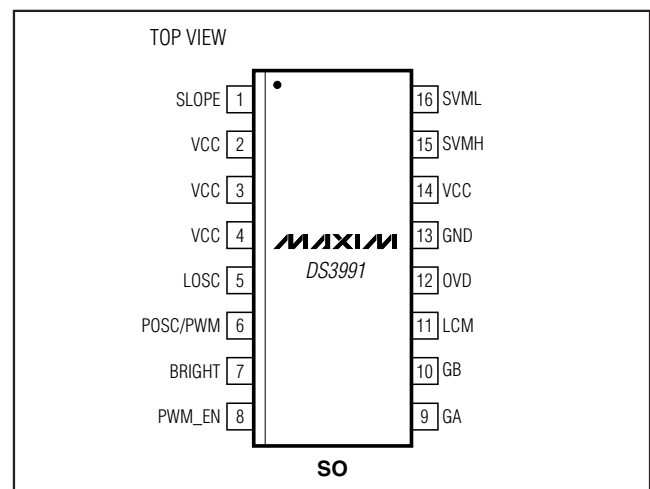 TOP VIEW
SLOPE 1
VCC 2
VCC 3
VCC 4
LOSC 5
POSC/PWM 6
BRIGHT 7
PWM_EN 8
MAXIM
DS3991
16 SVML
15 SVMH
14 VCC
13 GND
12 OVD
11 LCM
10 GB
9 GA
SO